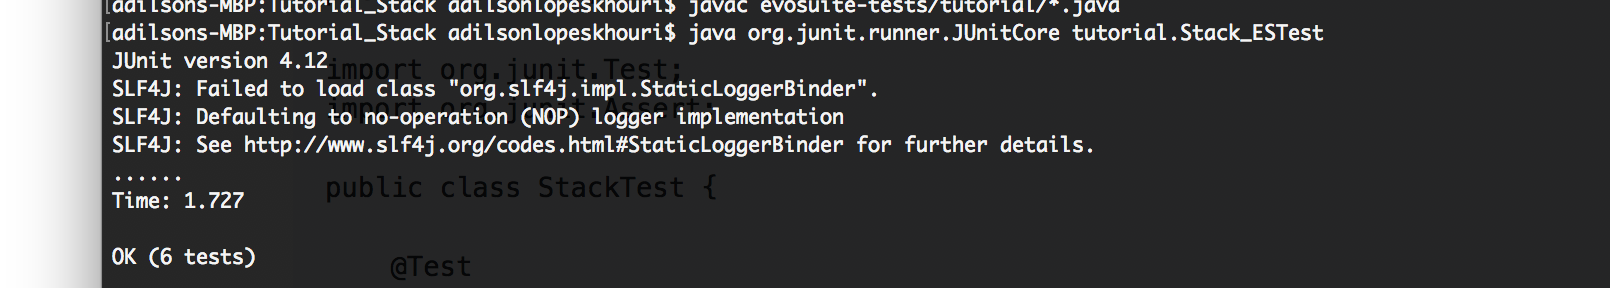 [adilsons-MBP:Tutorial_Stack adilsonlopeskhouri$ javac evosuite-tests/tutorial/*.java
[adilsons-MBP:Tutorial_Stack adilsonlopeskhouri$ java org.junit.runner.JUnitCore tutorial.Stack_ESTest
JUnit version 4.12
import org.junit.Test;
SLF4J: Failed to load class "org.slf4j.impl.StaticLoggerBinder".
import org.junit.Assert;
SLF4J: Defaulting to no-operation (NOP) logger implementation
SLF4J: See http://www.slf4j.org/codes.html#StaticLoggerBinder for further details.
......
public class StackTest {
Time: 1.727
OK (6 tests)
@Test